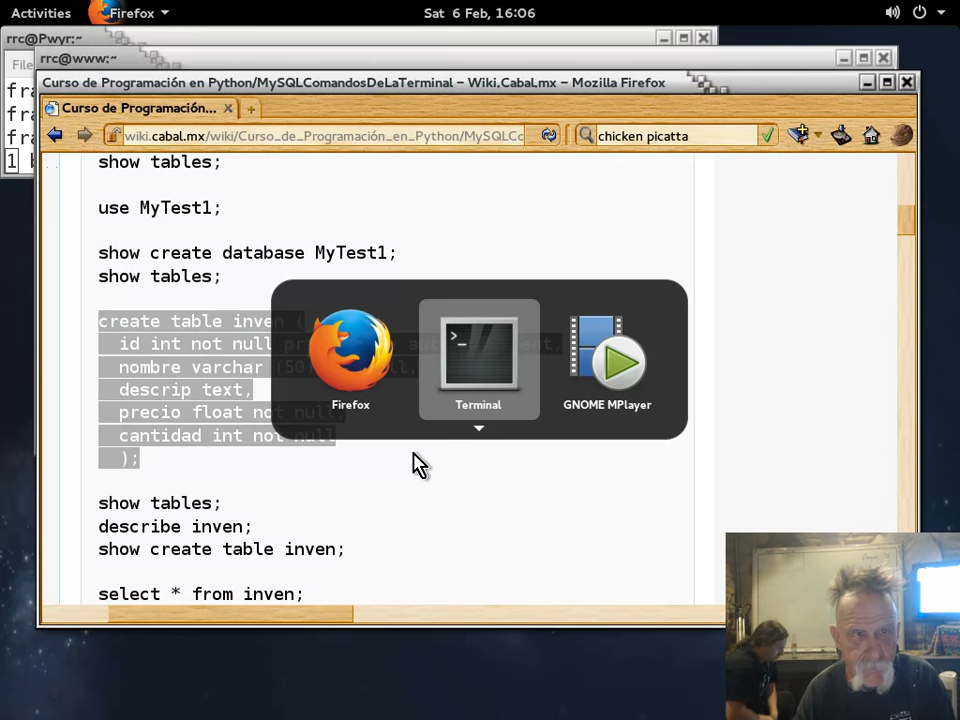 Activities Firefox Sat 6 Feb, 16:06
rrc@Pwyr:~
rrc@www:~
File
Curso de Programación en Python/MySQLComandosDeLaTerminal – Wiki.Cabal.mx – Mozilla Firefox
Curso de Programación...
wiki.cabal.mx/wiki/Curso_de_Programación_en_Python/MySQLCo
chicken picatta
fra
fra
fra
1
show tables;
use MyTest1;
show create database MyTest1;
show tables;
create table inven (
id int not null
nombre varchar (50)
descrip text,
precio float not null,
cantidad int not null
);
Firefox
Terminal
GNOME MPlayer
show tables;
describe inven;
show create table inven;
select * from inven;